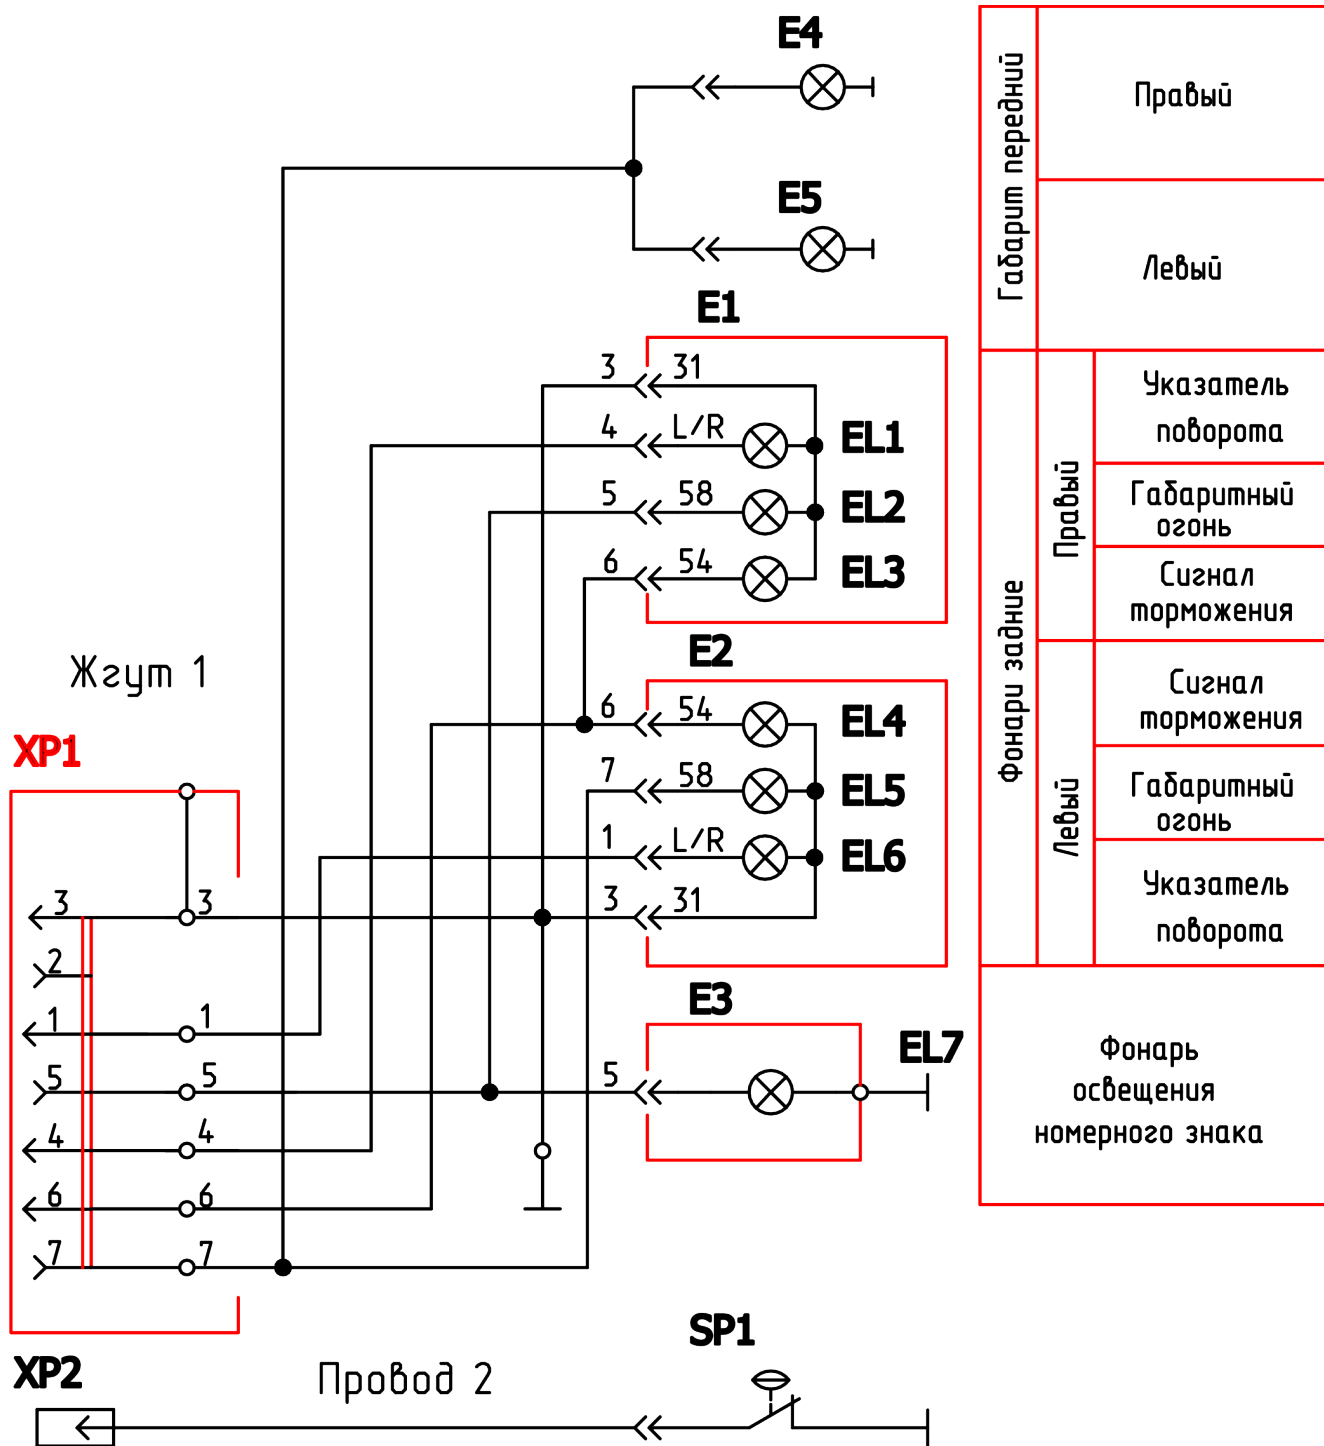 E4
E5
E1
3 31
4 L/R EL1
5 58 EL2
6 54 EL3
E2
6 54 EL4
7 58 EL5
1 L/R EL6
3 31
E3
5 EL7
Жгут 1
XP1
3 3
2
1 1
5 5
4 4
6 6
7 7
XP2
Провод 2
SP1
Габарит передний
Правый
Левый
Фонари задние
Правый
Указатель
поворота
Габаритный
огонь
Сигнал
торможения
Левый
Сигнал
торможения
Габаритный
огонь
Указатель
поворота
Фонарь
освещения
номерного знака